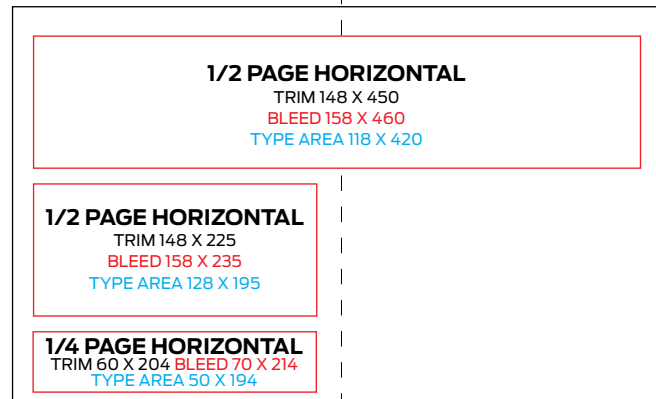 1/2 PAGE HORIZONTAL
TRIM 148 X 450
BLEED 158 X 460
TYPE AREA 118 X 420
1/2 PAGE HORIZONTAL
TRIM 148 X 225
BLEED 158 X 235
TYPE AREA 128 X 195
1/4 PAGE HORIZONTAL
TRIM 60 X 204 BLEED 70 X 214
TYPE AREA 50 X 194